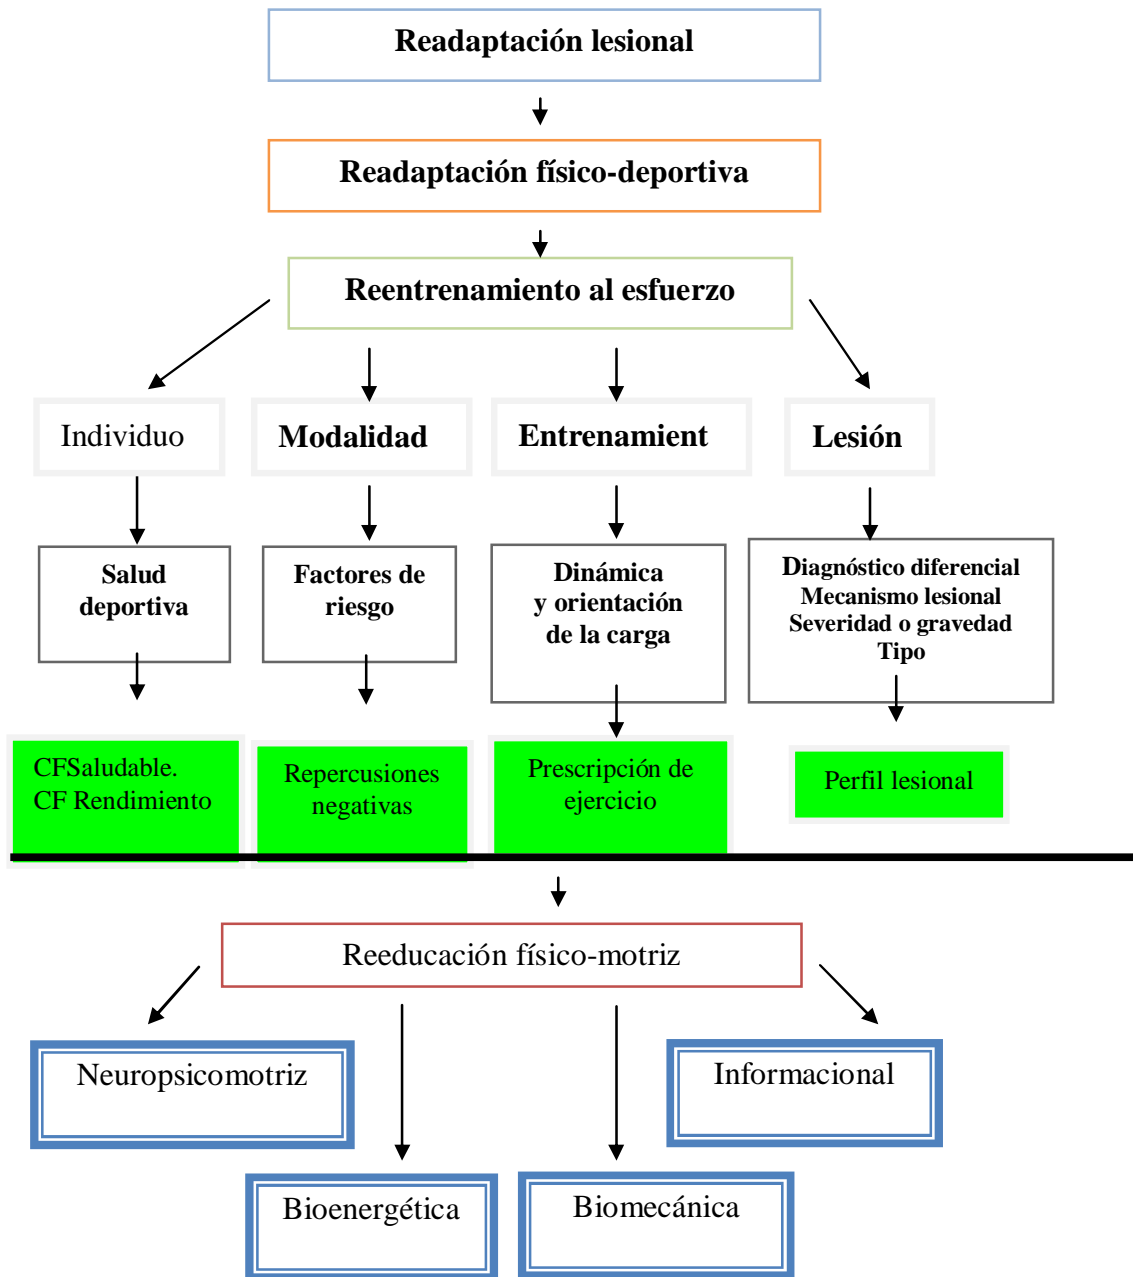 Readaptación lesional
Readaptación físico-deportiva
Reentrenamiento al esfuerzo
Individuo
Modalidad
Entrenamient
Lesión
Salud
deportiva
Factores de
riesgo
Dinámica
y orientación
de la carga
Diagnóstico diferencial
Mecanismo lesional
Severidad o gravedad
Tipo
CFSaludable.
CF Rendimiento
Repercusiones
negativas
Prescripción de
ejercicio
Perfil lesional
Reeducación físico-motriz
Neuropsicomotriz
Informacional
Bioenergética
Biomecánica